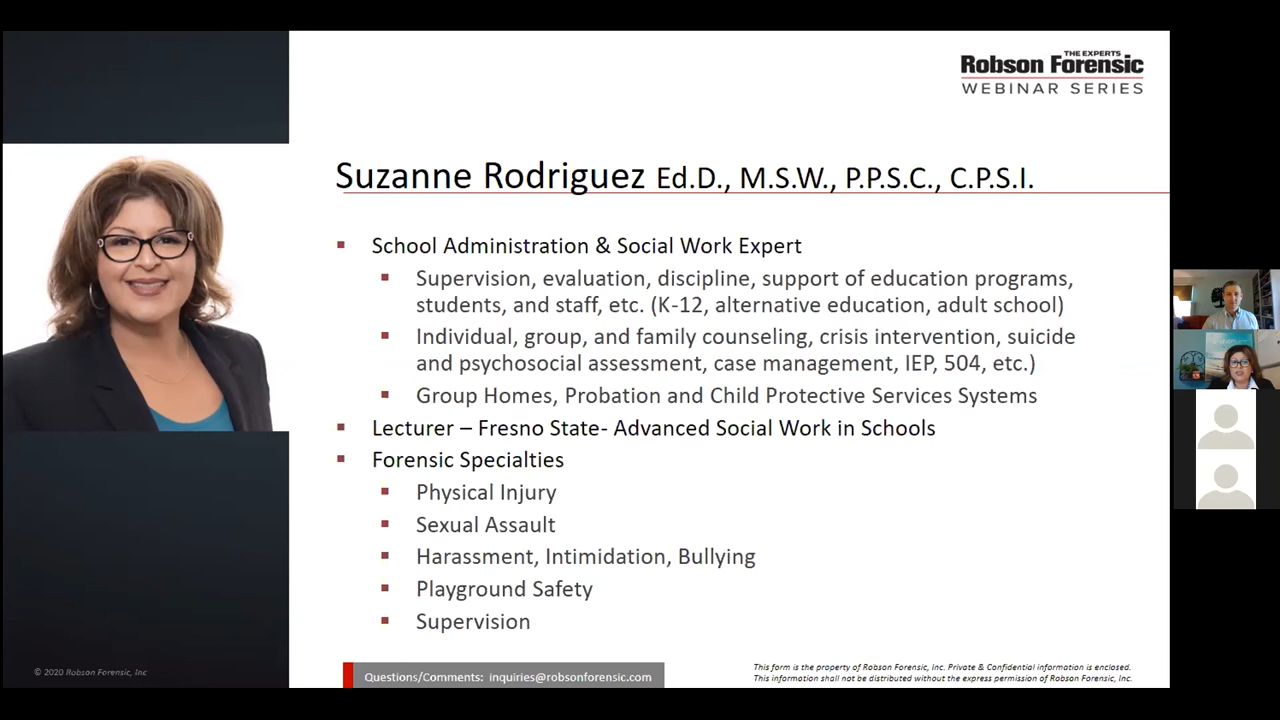 THE EXPERTS
Robson Forensic
WEBINAR SERIES
Suzanne Rodriguez Ed.D., M.S.W., P.P.S.C., C.P.S.I.
School Administration & Social Work Expert
Supervision, evaluation, discipline, support of education programs,
students, and staff, etc. (K-12, alternative education, adult school)
Individual, group, and family counseling, crisis intervention, suicide
and psychosocial assessment, case management, IEP, 504, etc.)
Group Homes, Probation and Child Protective Services Systems
Lecturer – Fresno State- Advanced Social Work in Schools
Forensic Specialties
Physical Injury
Sexual Assault
Harassment, Intimidation, Bullying
Playground Safety
Supervision
© 2020 Robson Forensic, Inc
Questions/Comments: inquiries@robsonforensic.com
This form is the property of Robson Forensic, Inc. Private & Confidential information is enclosed.
This information shall not be distributed without the express permission of Robson Forensic, Inc.